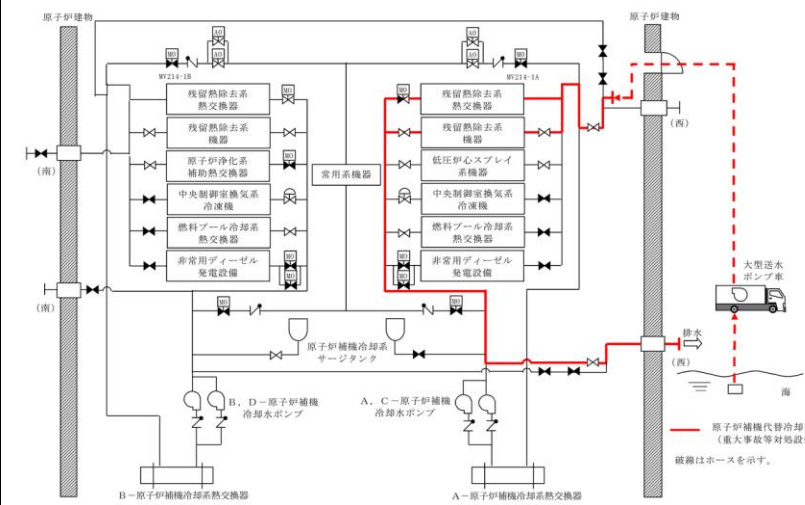 原子炉建物
原子炉建物
AO
AO
MO
AO
AO
MO
MV214-1B
MV214-1A
残留熱除去系
熱交換器
MO
MO
残留熱除去系
熱交換器
(西)
残留熱除去系
機器
残留熱除去系
機器
(南)
原子炉浄化系
補助熱交換器
MO
常用系機器
低圧炉心スプレイ
系機器
中央制御室換気系
冷凍機
中央制御室換気系
冷凍機
燃料プール冷却系
熱交換器
燃料プール冷却系
熱交換器
非常用ディーゼル
発電設備
MO
MO
MO
MO
非常用ディーゼル
発電設備
大型送水
ポンプ車
(南)
MO
MO
原子炉補機冷却系
サージタンク
排水
(西)
海
B,D-原子炉補機
冷却水ポンプ
A,C-原子炉補機
冷却水ポンプ
原子炉補機代替冷却
(重大事故等対処設
破線はホースを示す。
B-原子炉補機冷却系熱交換器
A-原子炉補機冷却系熱交換器